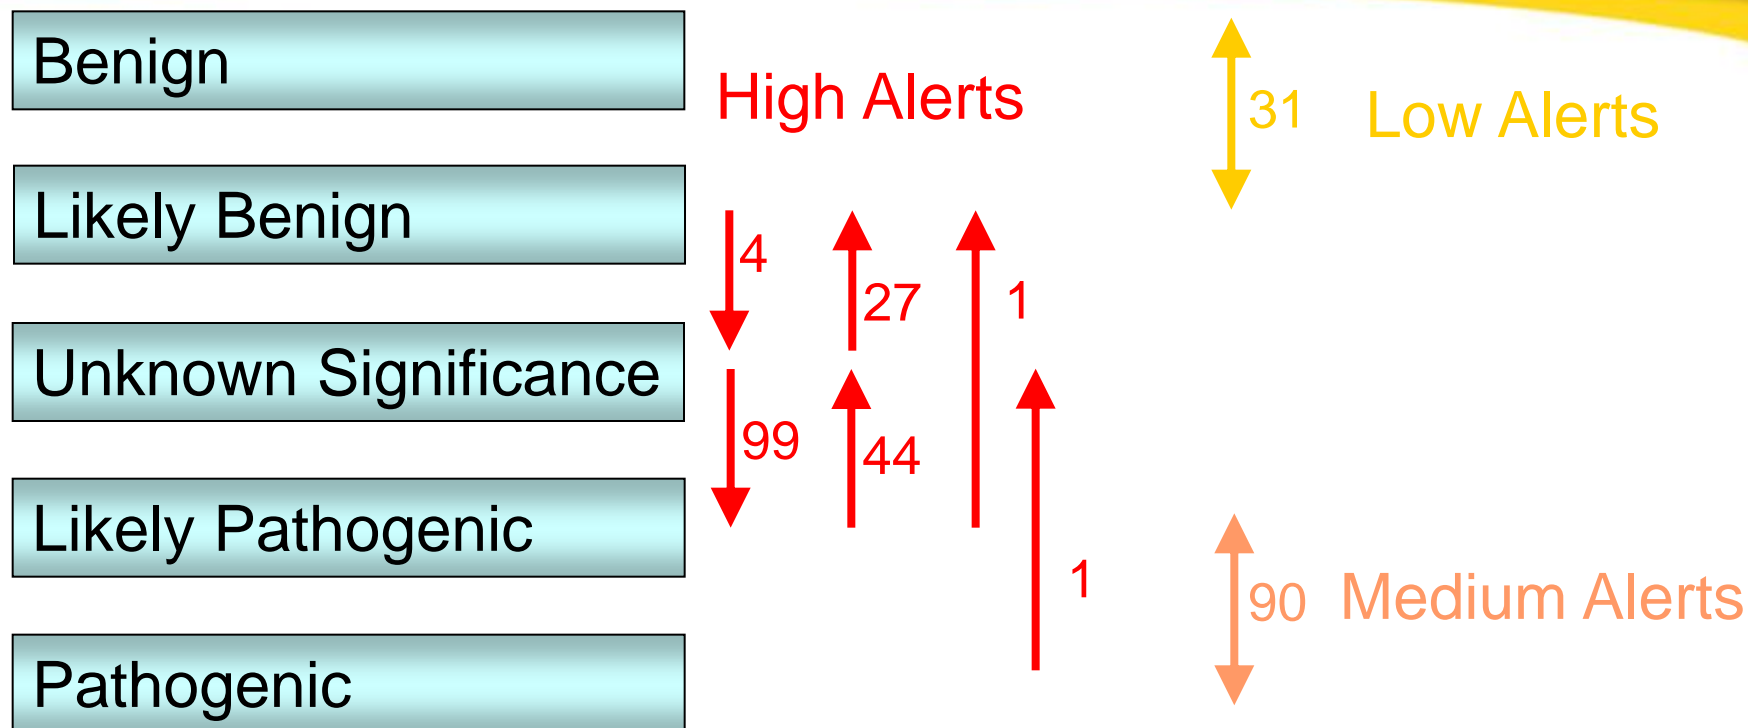 Benign
High Alerts
31 Low Alerts
Likely Benign
4
27
1
Unknown Significance
99
44
Likely Pathogenic
1
90 Medium Alerts
Pathogenic